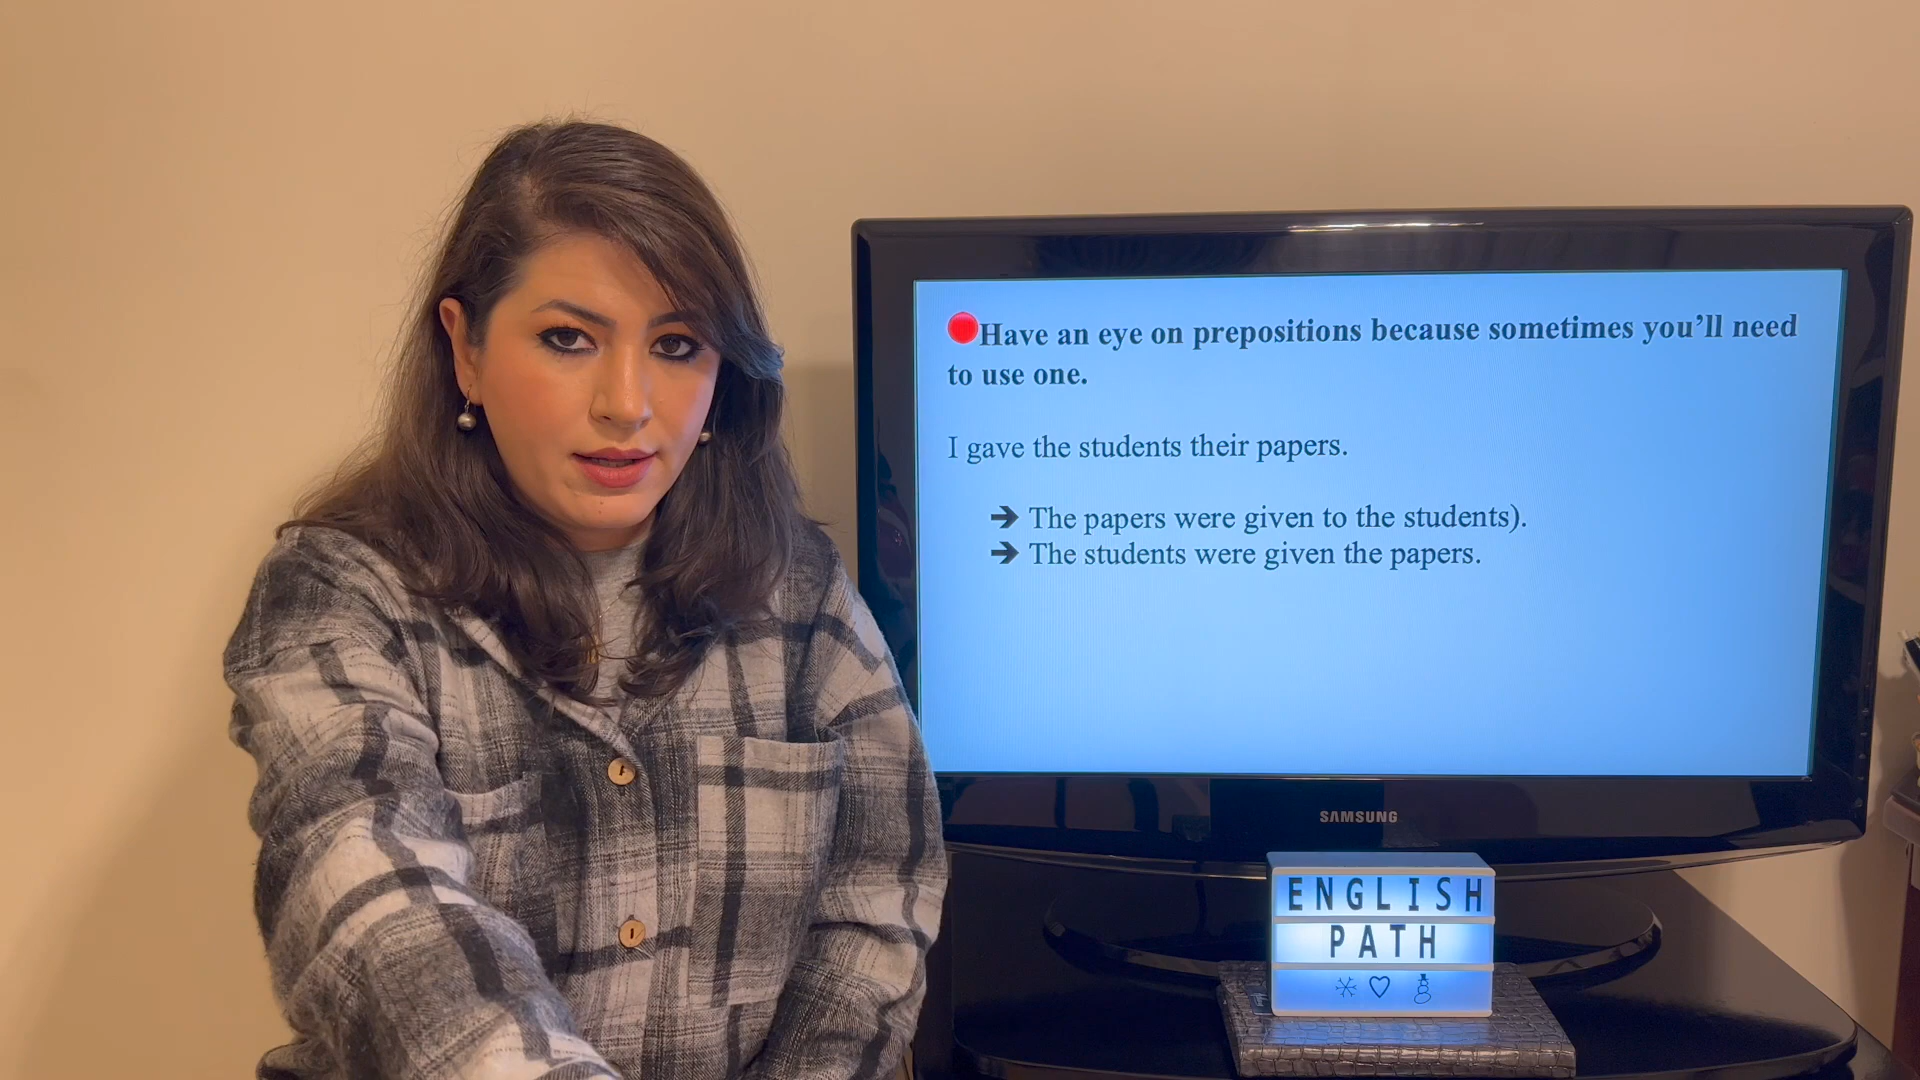 Have an eye on prepositions because sometimes you’ll need
to use one.
I gave the students their papers.
➔ The papers were given to the students).
➔ The students were given the papers.
SAMSUNG
ENGLISH
PATH